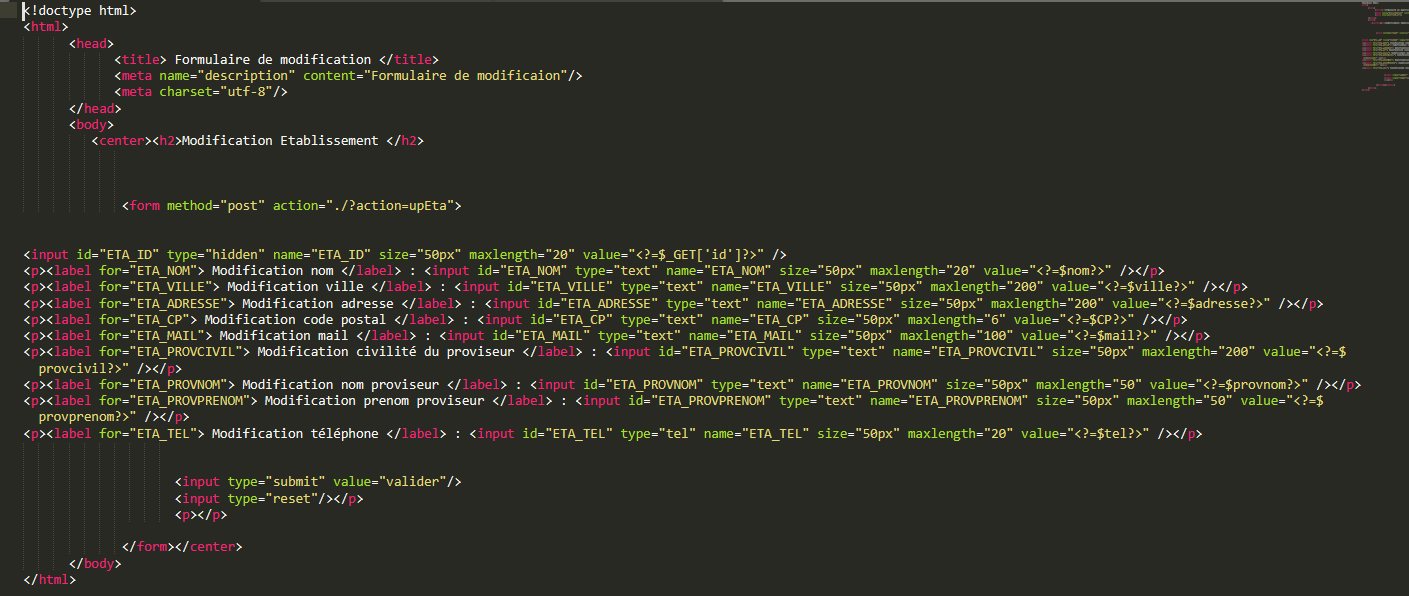 <!doctype html>
<html>
<head>
<title> Formulaire de modification </title>
<meta name="description" content="Formulaire de modificaion"/>
<meta charset="utf-8"/>
</head>
<body>
<center><h2>Modification Etablissement </h2>
<form method="post" action="./?action=upEta">
<input id="ETA_ID" type="hidden" name="ETA_ID" size="50px" maxlength="20" value="<?=$_GET['id']?>" />
<p><label for="ETA_NOM"> Modification nom </label> : <input id="ETA_NOM" type="text" name="ETA_NOM" size="50px" maxlength="20" value="<?=$nom?>" /></p>
<p><label for="ETA_VILLE"> Modification ville </label> : <input id="ETA_VILLE" type="text" name="ETA_VILLE" size="50px" maxlength="200" value="<?=$ville?>" /></p>
<p><label for="ETA_ADRESSE"> Modification adresse </label> : <input id="ETA_ADRESSE" type="text" name="ETA_ADRESSE" size="50px" maxlength="200" value="<?=$adresse?>" /></p>
<p><label for="ETA_CP"> Modification code postal </label> : <input id="ETA_CP" type="text" name="ETA_CP" size="50px" maxlength="6" value="<?=$CP?>" /></p>
<p><label for="ETA_MAIL"> Modification mail </label> : <input id="ETA_MAIL" type="text" name="ETA_MAIL" size="50px" maxlength="100" value="<?=$mail?>" /></p>
<p><label for="ETA_PROVCIVIL"> Modification civilité du proviseur </label> : <input id="ETA_PROVCIVIL" type="text" name="ETA_PROVCIVIL" size="50px" maxlength="200" value="<?=$
provcivil?>" /></p>
<p><label for="ETA_PROVNOM"> Modification nom proviseur </label> : <input id="ETA_PROVNOM" type="text" name="ETA_PROVNOM" size="50px" maxlength="50" value="<?=$provnom?>" /></p>
<p><label for="ETA_PROVPRENOM"> Modification prenom proviseur </label> : <input id="ETA_PROVPRENOM" type="text" name="ETA_PROVPRENOM" size="50px" maxlength="50" value="<?=$
provprenom?>" /></p>
<p><label for="ETA_TEL"> Modification téléphone </label> : <input id="ETA_TEL" type="tel" name="ETA_TEL" size="50px" maxlength="20" value="<?=$tel?>" /></p>
<input type="submit" value="valider"/>
<input type="reset"/></p>
<p></p>
</form></center>
</body>
</html>